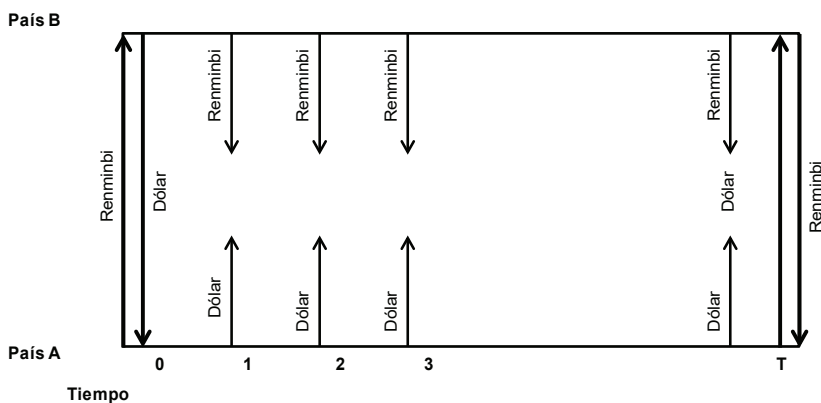 País B
Renminbi
Renminbi
Renminbi
Renminbi
Renminbi
Dólar
Dólar
Renminbi
Dólar
Dólar
Dólar
Dólar
País A
0
1
2
3
T
Tiempo